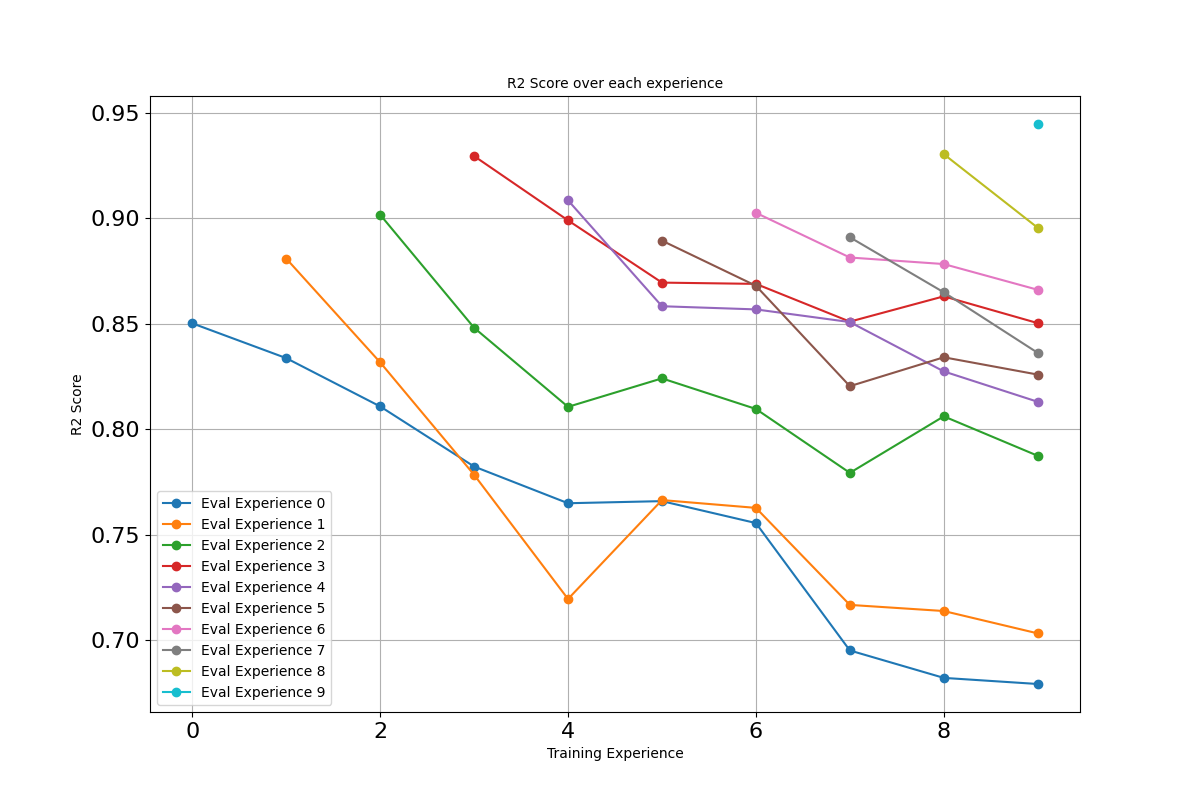 R2 Score over each experience
0.95
0.90
0.85
0.80
0.75
0.70
R2 Score
Eval Experience 0
Eval Experience 1
Eval Experience 2
Eval Experience 3
Eval Experience 4
Eval Experience 5
Eval Experience 6
Eval Experience 7
Eval Experience 8
Eval Experience 9
0 2 4 6 8
Training Experience